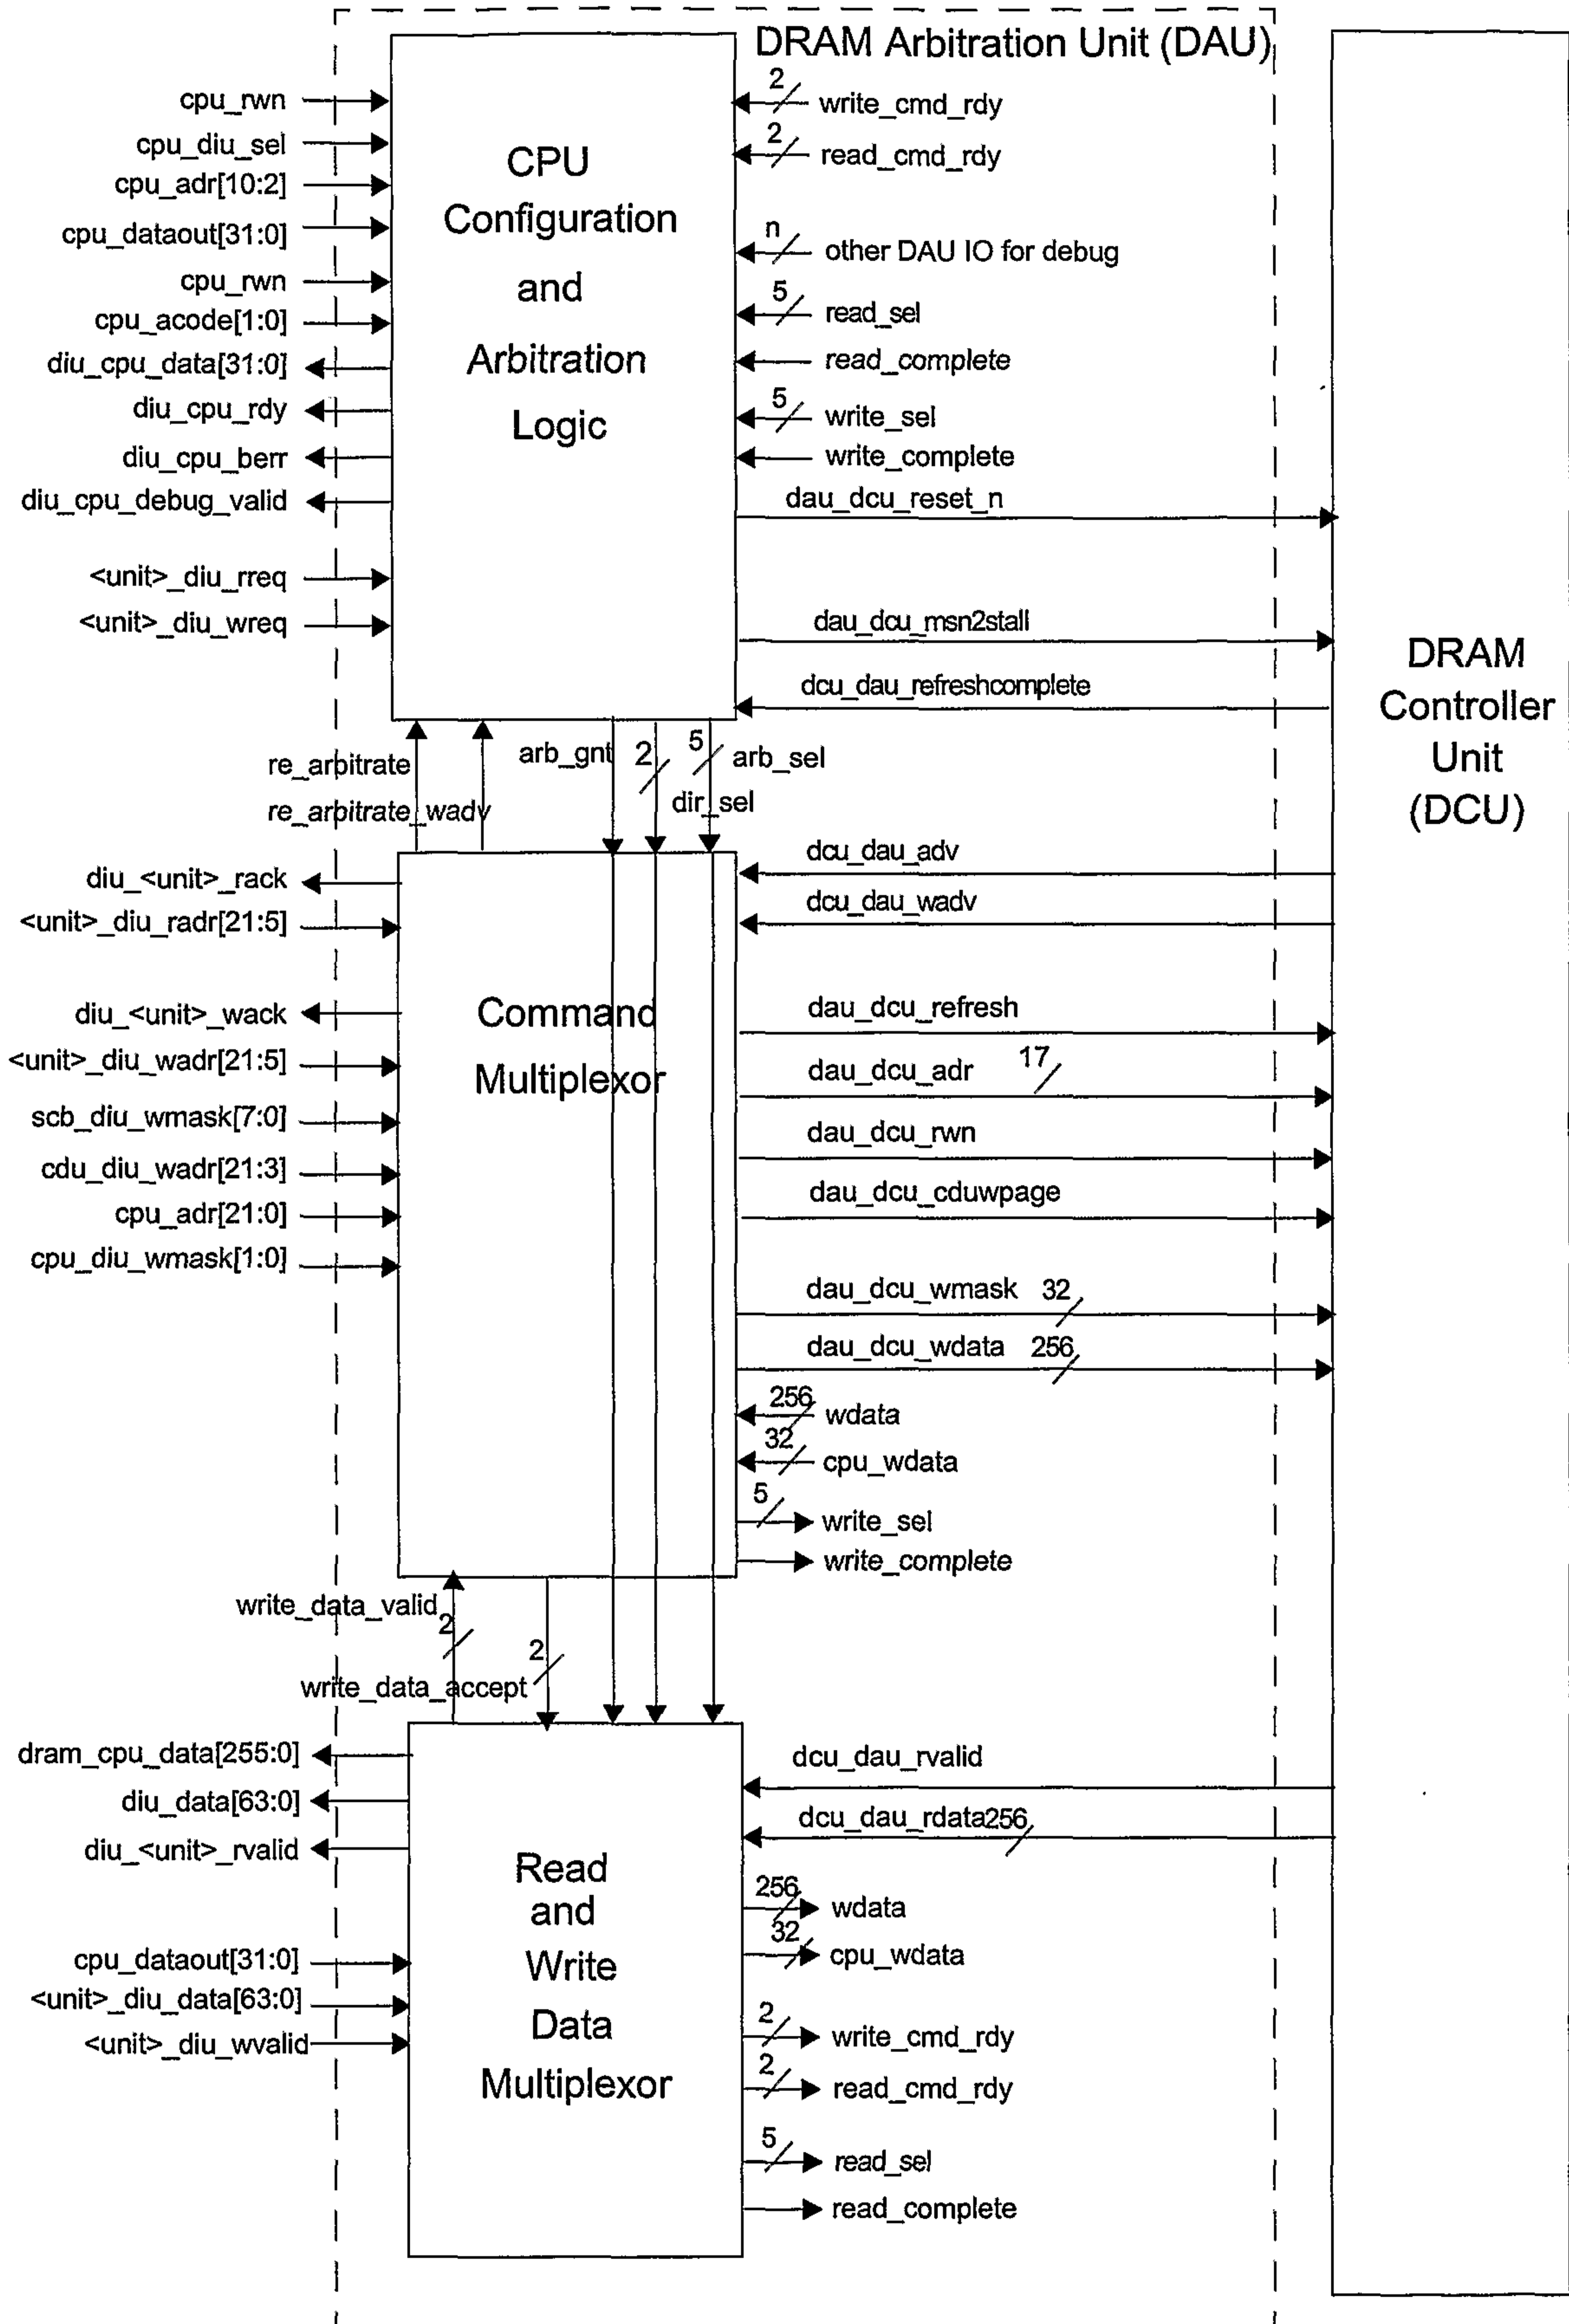 DRAM Arbitration Unit (DAU)
cpu_rwn
cpu_diu_sel
cpu_adr[10:2]
cpu_dataout[31:0]
cpu_rwn
cpu_acode[1:0]
diu_cpu_data[31:0]
diu_cpu_rdy
diu_cpu_berr
diu_cpu_debug_valid
<unit>_diu_rreq
<unit>_diu_wreq
CPU
Configuration
and
Arbitration
Logic
2
write_cmd_rdy
2
read_cmd_rdy
n
other DAU IO for debug
5
read_sel
read_complete
5
write_sel
write_complete
dau_dcu_reset_n
dau_dcu_msn2stall
dcu_dau_refreshcomplete
DRAM
Controller
Unit
(DCU)
re_arbitrate
re_arbitrate_wadv
arb_gnt
2
dir_sel
5
arb_sel
diu_<unit>_rack
<unit>_diu_radr[21:5]
diu_<unit>_wack
<unit>_diu_wadr[21:5]
scb_diu_wmask[7:0]
cdu_diu_wadr[21:3]
cpu_adr[21:0]
cpu_diu_wmask[1:0]
Command
Multiplexor
dcu_dau_adv
dcu_dau_wadv
dau_dcu_refresh
dau_dcu_adr 17
dau_dcu_rwn
dau_dcu_cduwpage
dau_dcu_wmask 32
dau_dcu_wdata 256
256
wdata
32
cpu_wdata
5
write_sel
write_complete
write_data_valid
2
2
write_data_accept
dram_cpu_data[255:0]
diu_data[63:0]
diu_<unit>_rvalid
cpu_dataout[31:0]
<unit>_diu_data[63:0]
<unit>_diu_wvalid
Read
and
Write
Data
Multiplexor
dcu_dau_rvalid
dcu_dau_rdata256
256
wdata
32
cpu_wdata
2
write_cmd_rdy
2
read_cmd_rdy
5
read_sel
read_complete